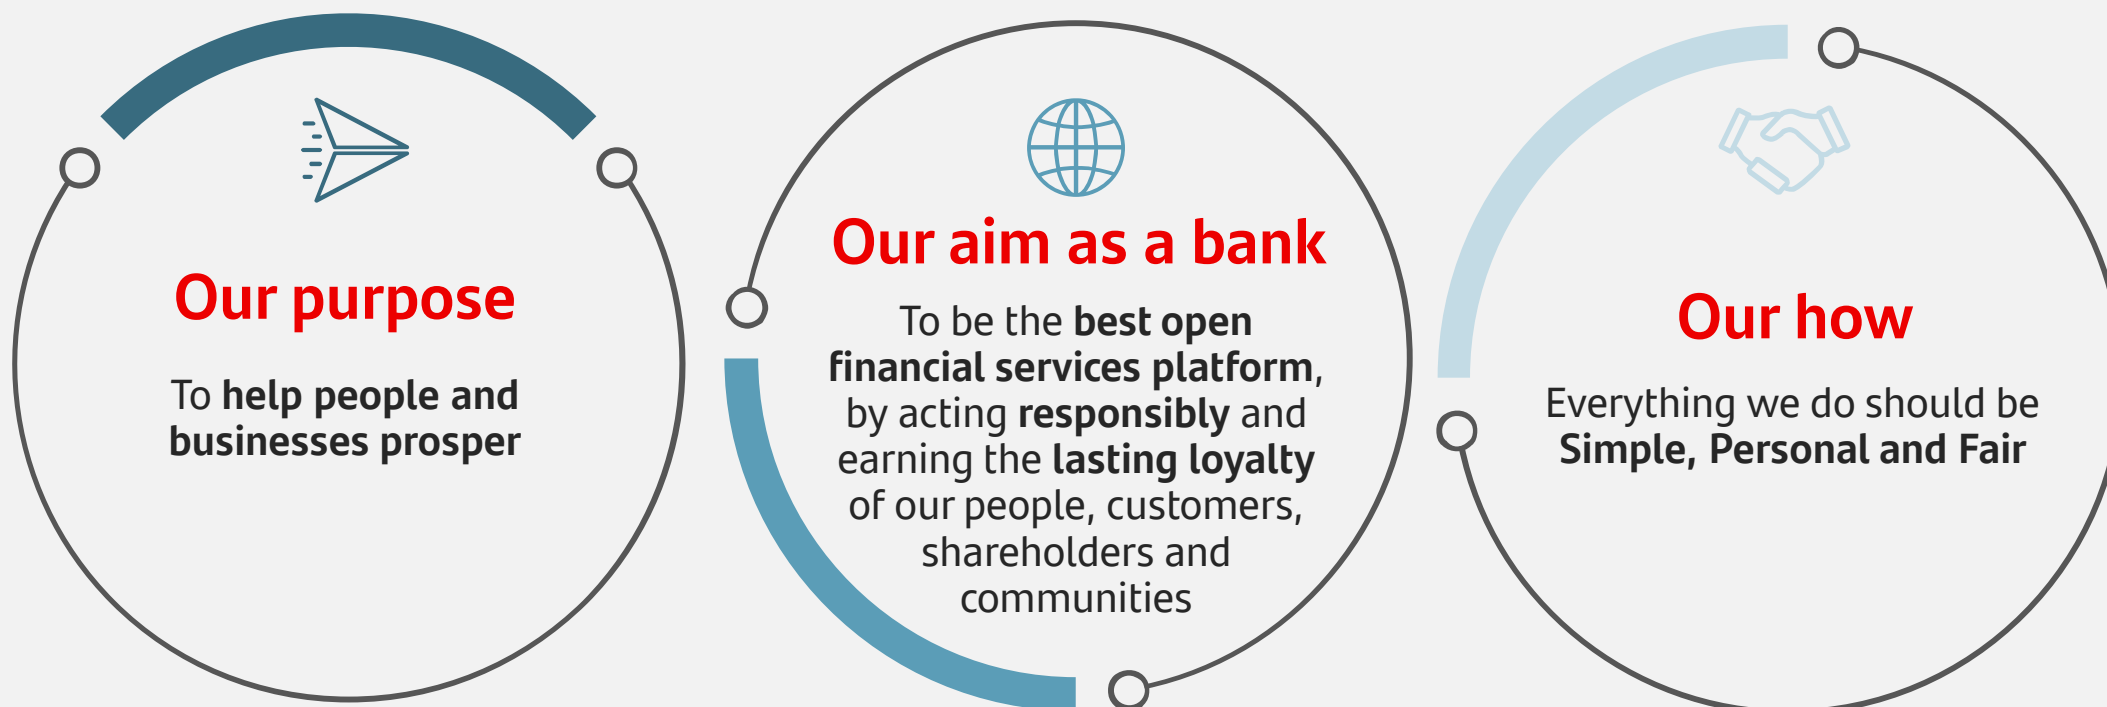 Our purpose
To help people and
businesses prosper
Our aim as a bank
To be the best open
financial services platform,
by acting responsibly and
earning the lasting loyalty
of our people, customers,
shareholders and
communities
Our how
Everything we do should be
Simple, Personal and Fair